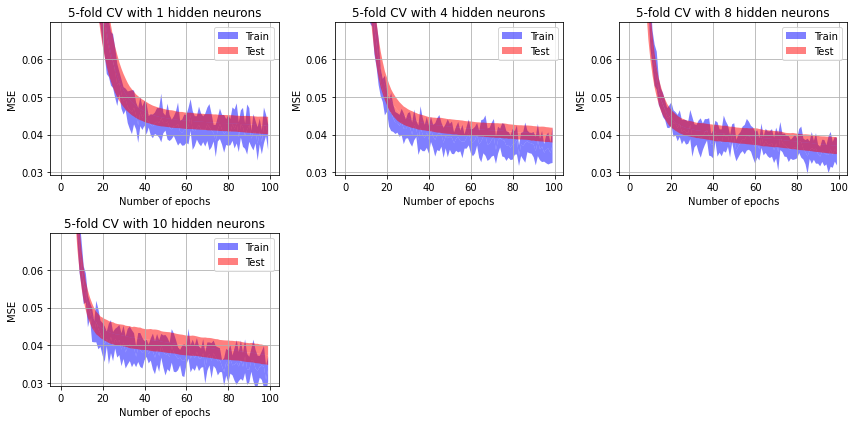 5-fold CV with 1 hidden neurons
MSE
0.06
0.05
0.04
0.03
Train
Test
0 20 40 60 80 100
Number of epochs
5-fold CV with 4 hidden neurons
MSE
0.06
0.05
0.04
0.03
Train
Test
0 20 40 60 80 100
Number of epochs
5-fold CV with 8 hidden neurons
MSE
0.06
0.05
0.04
0.03
Train
Test
0 20 40 60 80 100
Number of epochs
5-fold CV with 10 hidden neurons
MSE
0.06
0.05
0.04
0.03
Train
Test
0 20 40 60 80 100
Number of epochs